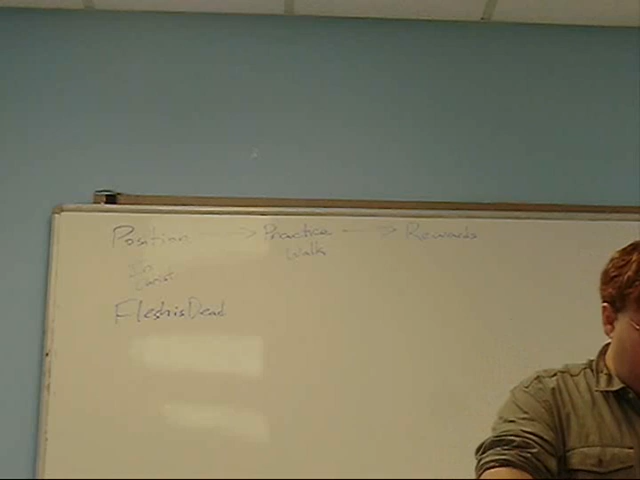 Position -> Practice -> Rewards
In Walk
Christ
Flesh is Dead